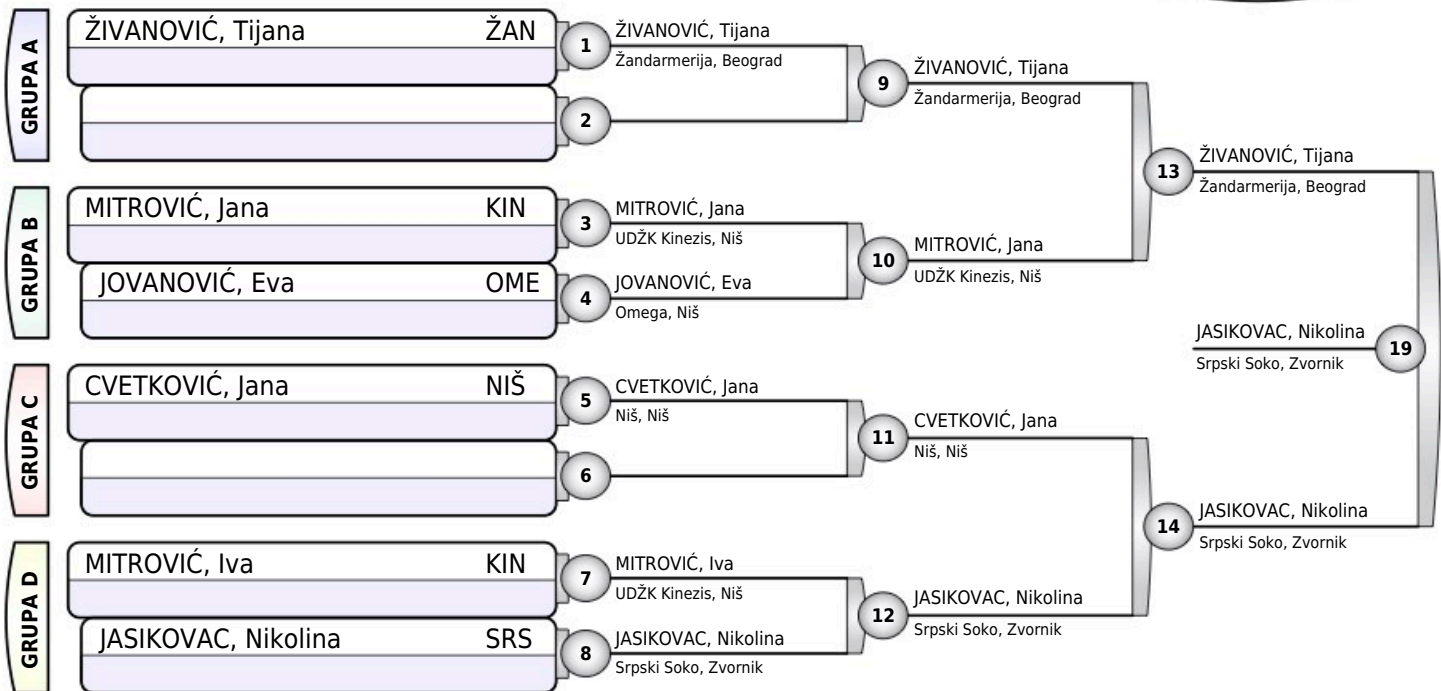 GRUPA A
ŽIVANOVIĆ, Tijana ŽAN
1
ŽIVANOVIĆ, Tijana
Žandarmerija, Beograd
2
9
ŽIVANOVIĆ, Tijana
Žandarmerija, Beograd
GRUPA B
MITROVIĆ, Jana KIN
3
MITROVIĆ, Jana
UDŽK Kinezis, Niš
JOVANOVIĆ, Eva OME
4
JOVANOVIĆ, Eva
Omega, Niš
10
MITROVIĆ, Jana
UDŽK Kinezis, Niš
13
ŽIVANOVIĆ, Tijana
Žandarmerija, Beograd
GRUPA C
CVETKOVIĆ, Jana NIŠ
5
CVETKOVIĆ, Jana
Niš, Niš
6
11
CVETKOVIĆ, Jana
Niš, Niš
GRUPA D
MITROVIĆ, Iva KIN
7
MITROVIĆ, Iva
UDŽK Kinezis, Niš
JASIKOVAC, Nikolina SRS
8
JASIKOVAC, Nikolina
Srpski Soko, Zvornik
12
JASIKOVAC, Nikolina
Srpski Soko, Zvornik
14
JASIKOVAC, Nikolina
Srpski Soko, Zvornik
JASIKOVAC, Nikolina
Srpski Soko, Zvornik
19